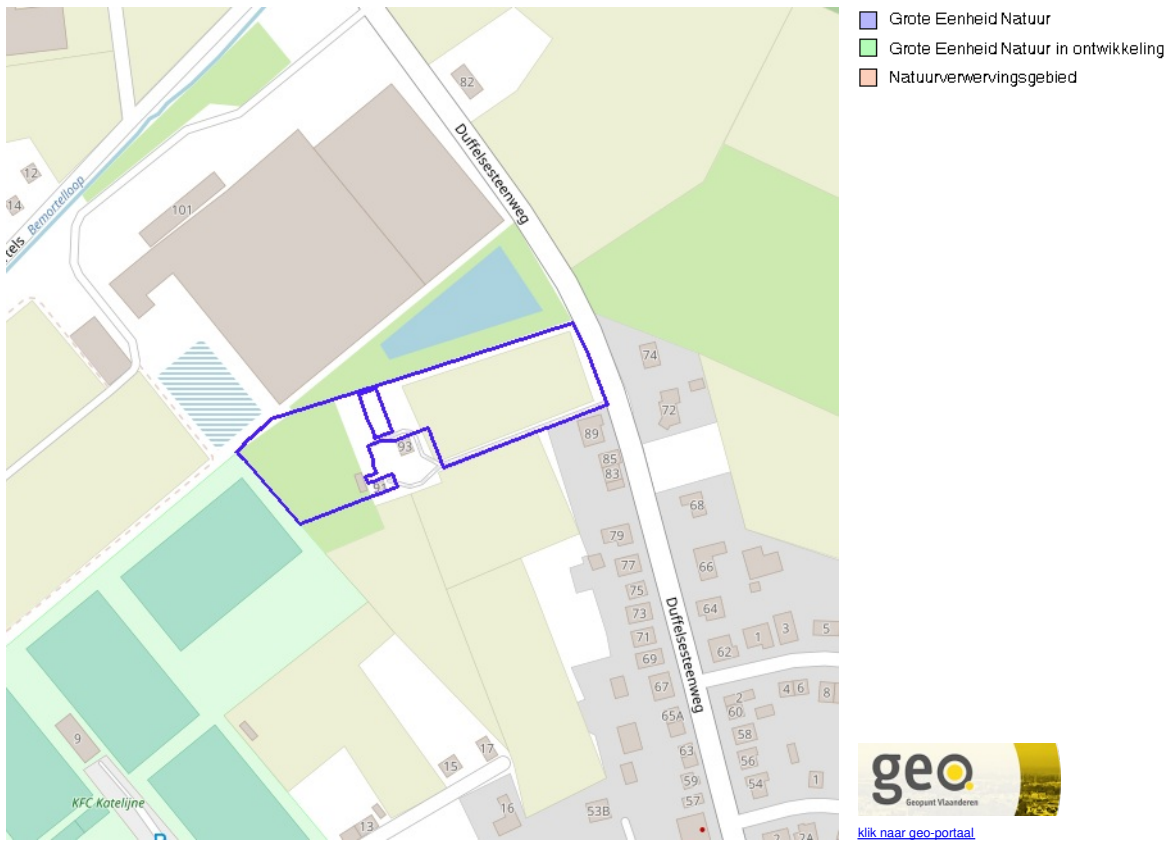 Grote Eenheid Natuur
Grote Eenheid Natuur in ontwikkeling
Natuurverwervingsgebied
82
Duffelsesteenweg
12
14
Bemortelloop
tels
101
74
72
93
91
89
85
83
68
79
77
66
75
73
64
71
69
62
1
3
5
67
65A
2
60
4
6
8
58
63
56
59
54
1
57
53B
Duffelsesteenweg
9
15
17
16
13
KFC Katelijne
P
2
2A
geo.
Geopunt Vlaanderen
klik naar geo-portaal